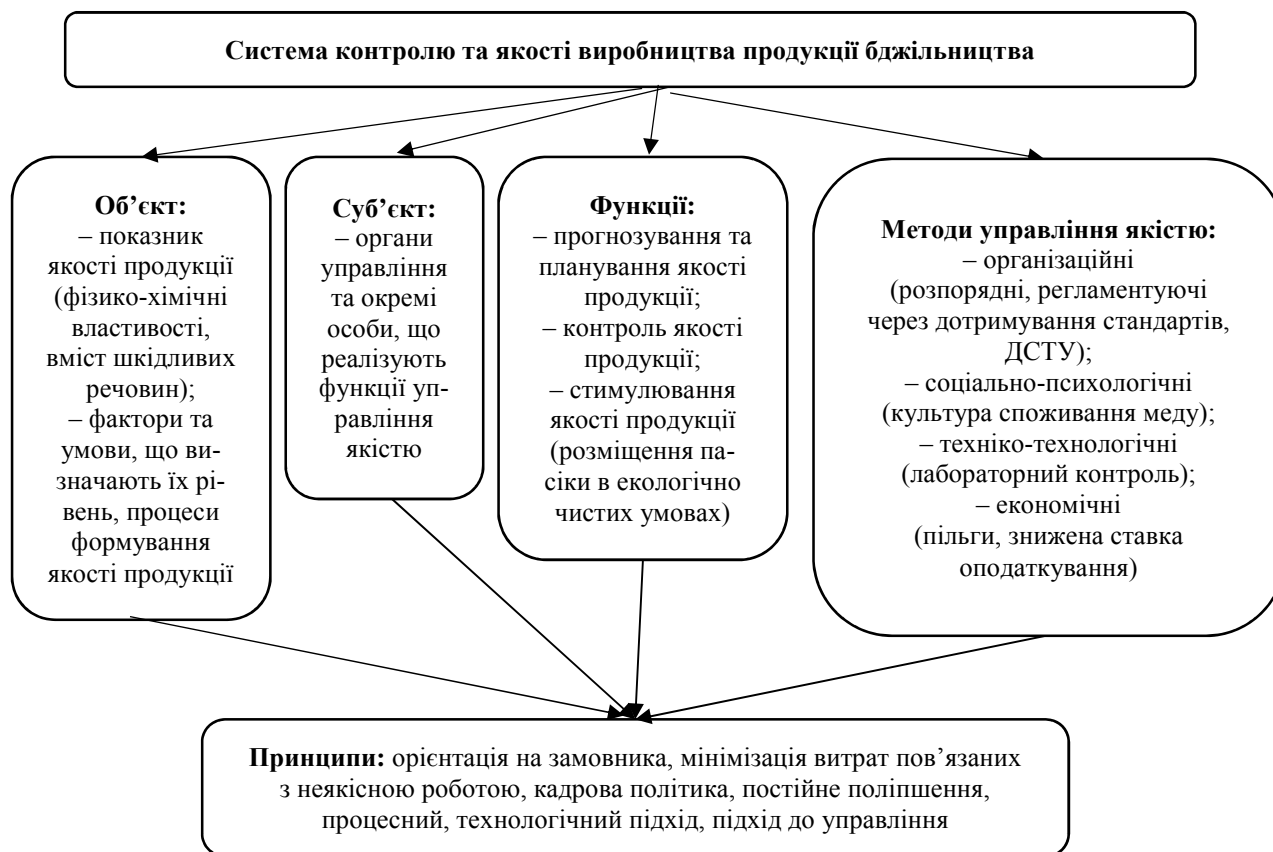 Система контролю та якості виробництва продукції бджільництва
Об’єкт:
– показник
якості продукції
(фізико-хімічні
властивості,
вміст шкідливих
речовин);
– фактори та
умови, що ви-
значають їх рі-
вень, процеси
формування
якості продукції
Суб’єкт:
– органи
управління
та окремі
особи, що
реалізують
функції уп-
равління
якістю
Функції:
– прогнозування та
планування якості
продукції;
– контроль якості
продукції;
– стимулювання
якості продукції
(розміщення па-
сіки в екологічно
чистих умовах)
Методи управління якістю:
– організаційні
(розпорядні, регламентуючі
через дотримування стандартів,
ДСТУ);
– соціально-психологічні
(культура споживання меду);
– техніко-технологічні
(лабораторний контроль);
– економічні
(пільги, знижена ставка
оподаткування)
Принципи: орієнтація на замовника, мінімізація витрат пов’язаних
з неякісною роботою, кадрова політика, постійне поліпшення,
процесний, технологічний підхід, підхід до управління